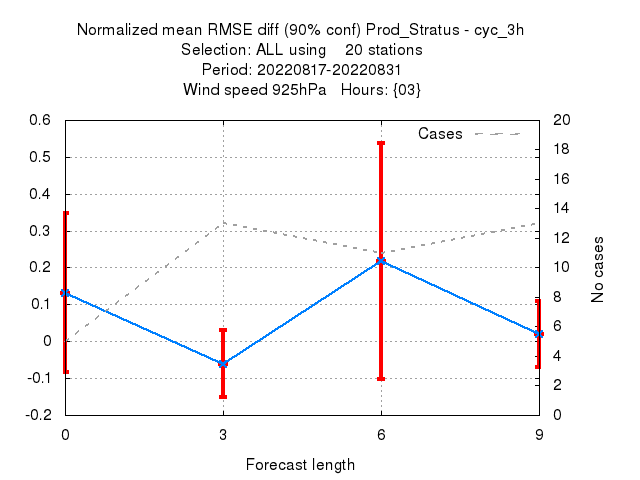 Normalized mean RMSE diff (90% conf) Prod_Stratus - cyc_3h
Selection: ALL using    20 stations
Period: 20220817-20220831
Wind speed 925hPa   Hours: {03}
Cases
0.6
0.5
0.4
0.3
0.2
0.1
0
-0.1
-0.2
20
18
16
14
12
10
8
6
4
2
0
No cases
0 3 6 9
Forecast length